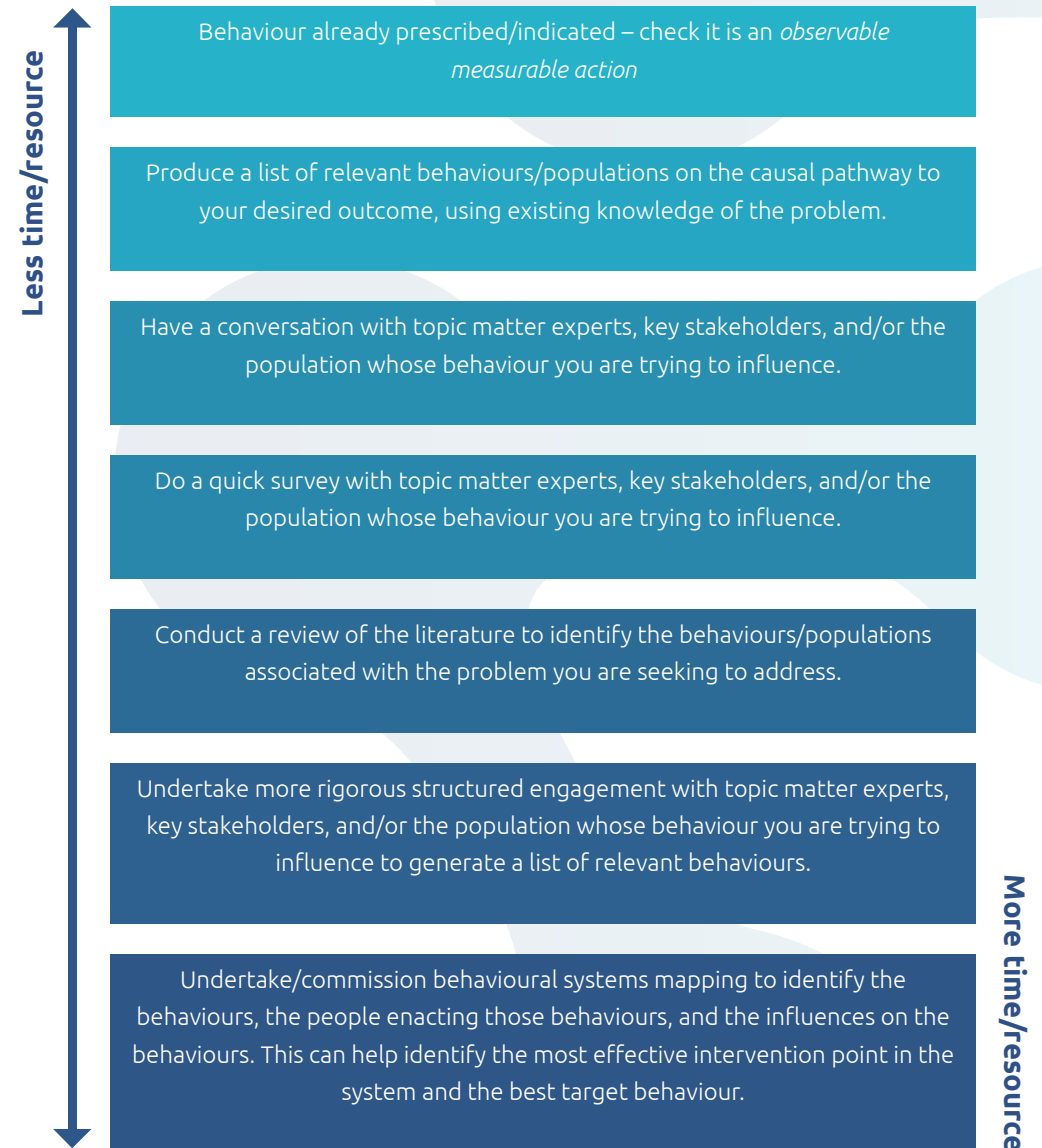 Less time/resource
Behaviour already prescribed/indicated – check it is an observable
measurable action
Produce a list of relevant behaviours/populations on the causal pathway to
your desired outcome, using existing knowledge of the problem.
Have a conversation with topic matter experts, key stakeholders, and/or the
population whose behaviour you are trying to influence.
Do a quick survey with topic matter experts, key stakeholders, and/or the
population whose behaviour you are trying to influence.
Conduct a review of the literature to identify the behaviours/populations
associated with the problem you are seeking to address.
Undertake more rigorous structured engagement with topic matter experts,
key stakeholders, and/or the population whose behaviour you are trying to
influence to generate a list of relevant behaviours.
Undertake/commission behavioural systems mapping to identify the
behaviours, the people enacting those behaviours, and the influences on the
behaviours. This can help identify the most effective intervention point in the
system and the best target behaviour.
More time/resource